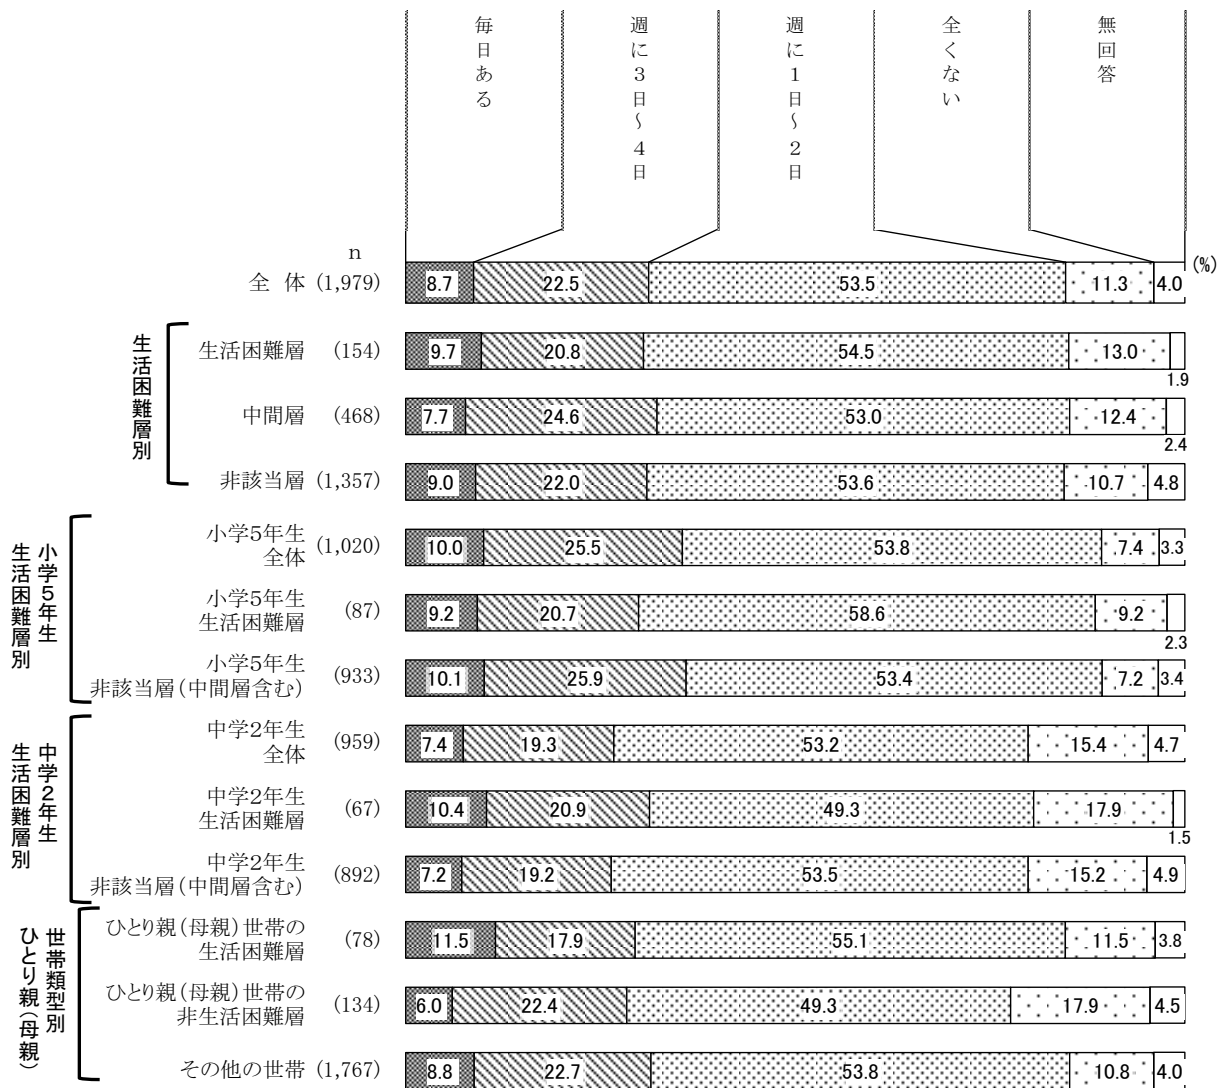 毎日ある
週に3日～4日
週に1日～2日
全くない
無回答
n
(%)
全 体 (1,979) 8.7 22.5 53.5 11.3 4.0
生活困難層別
生活困難層 (154) 9.7 20.8 54.5 13.0 1.9
中間層 (468) 7.7 24.6 53.0 12.4 2.4
非該当層 (1,357) 9.0 22.0 53.6 10.7 4.8
小学5年生
生活困難層別
小学5年生
全体 (1,020) 10.0 25.5 53.8 7.4 3.3
小学5年生
生活困難層 (87) 9.2 20.7 58.6 9.2 2.3
小学5年生
非該当層(中間層含む) (933) 10.1 25.9 53.4 7.2 3.4
中学2年生
生活困難層別
中学2年生
全体 (959) 7.4 19.3 53.2 15.4 4.7
中学2年生
生活困難層 (67) 10.4 20.9 49.3 17.9 1.5
中学2年生
非該当層(中間層含む) (892) 7.2 19.2 53.5 15.2 4.9
世帯類型別
ひとり親(母親)
ひとり親(母親)世帯の
生活困難層 (78) 11.5 17.9 55.1 11.5 3.8
ひとり親(母親)世帯の
非生活困難層 (134) 6.0 22.4 49.3 17.9 4.5
その他の世帯 (1,767) 8.8 22.7 53.8 10.8 4.0